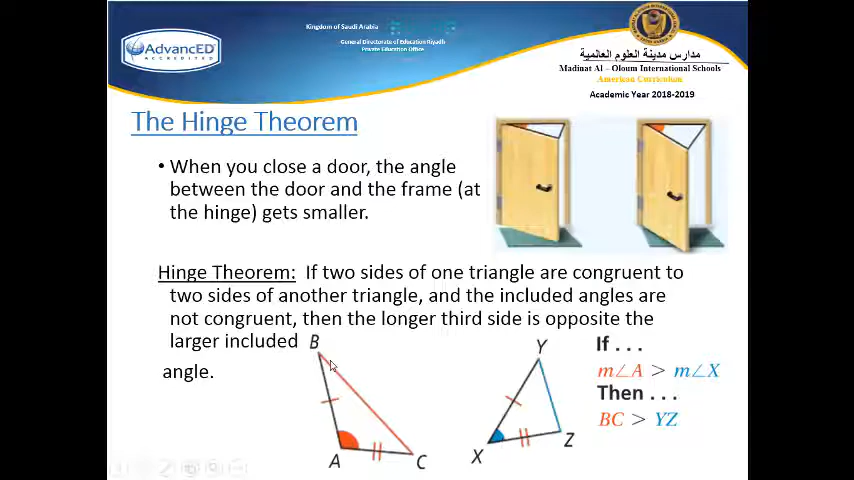 Kingdom of Saudi Arabia
General Directorate of Education Riyadh
Private Education Office
AdvancED
ACCREDITED
مدارس مدينة العلوم العالمية
Madinat Al – Oloum International Schools
American Curriculum
Academic Year 2018-2019
The Hinge Theorem
• When you close a door, the angle
between the door and the frame (at
the hinge) gets smaller.
Hinge Theorem: If two sides of one triangle are congruent to
two sides of another triangle, and the included angles are
not congruent, then the longer third side is opposite the
larger included
angle.
B
A
C
Y
X
Z
If . . .
m∠A > m∠X
Then . . .
BC > YZ